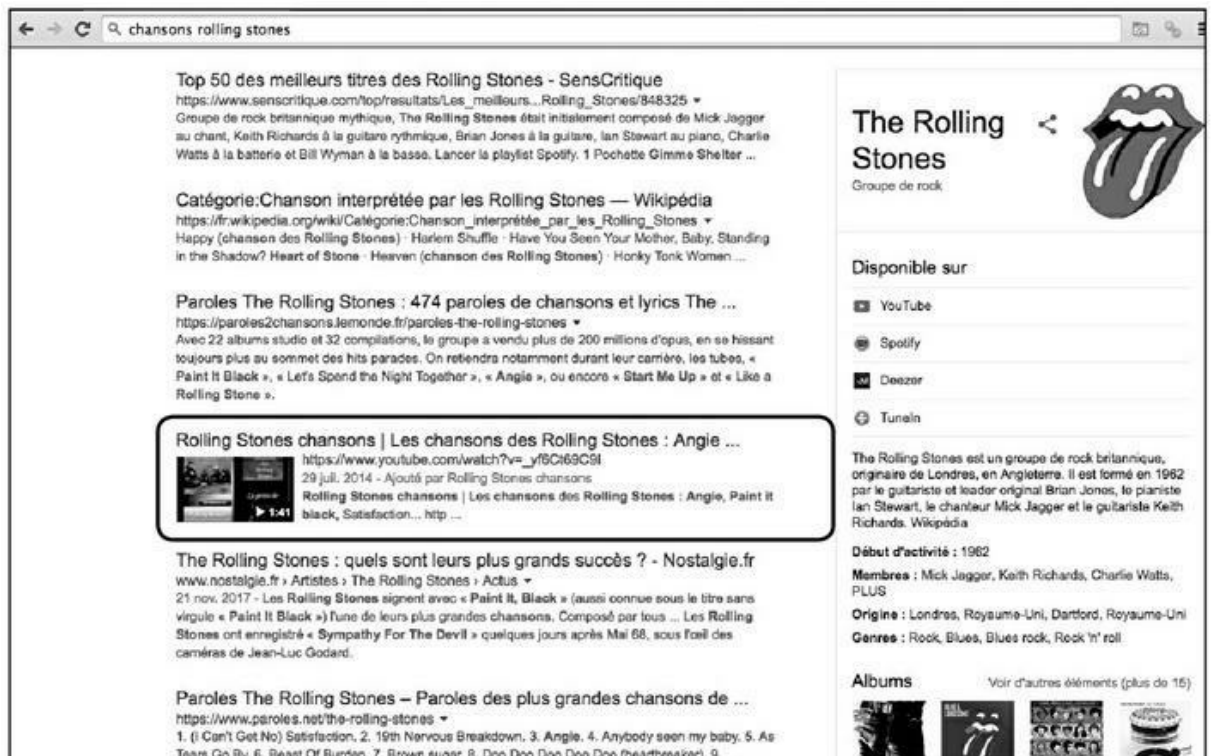 chansons rolling stones
Top 50 des meilleurs titres des Rolling Stones - SensCritique
https://www.senscritique.com/top/resultats/Les_meilleurs...Rolling_Stones/848325
Groupe de rock britannique mythique, The Rolling Stones était initialement composé de Mick Jagger
au chant, Keith Richards à la guitare rythmique, Brian Jones à la guitare, Ian Stewart au piano, Charlie
Watts à la batterie et Bill Wyman à la basse. Lancer la playlist Spotify. 1 Pochette Gimme Shelter ...
Catégorie:Chanson interprétée par les Rolling Stones — Wikipédia
https://fr.wikipedia.org/wiki/Catégorie:Chanson_interprétée_par_les_Rolling_Stones
Happy (chanson des Rolling Stones) · Harlem Shuffle · Have You Seen Your Mother, Baby, Standing
in the Shadow? Heart of Stone · Heaven (chanson des Rolling Stones) · Honky Tonk Women ...
Paroles The Rolling Stones : 474 paroles de chansons et lyrics The ...
https://paroles2chansons.lemonde.fr/paroles-the-rolling-stones
Avec 22 albums studio et 32 compilations, le groupe a vendu plus de 200 millions d'opus, en se hissant
toujours plus au sommet des hits parades. On retiendra notamment durant leur carrière, les tubes, «
Paint It Black », « Let's Spend the Night Together », « Angie », ou encore « Start Me Up » et « Like a
Rolling Stone ».
Rolling Stones chansons | Les chansons des Rolling Stones : Angie ...
https://www.youtube.com/watch?v=_yf6Ct69C9I
29 juil. 2014 - Ajouté par Rolling Stones chansons
Rolling Stones chansons | Les chansons des Rolling Stones : Angie, Paint it
black, Satisfaction... http ...
1:41
The Rolling Stones : quels sont leurs plus grands succès ? - Nostalgie.fr
www.nostalgie.fr › Artistes › The Rolling Stones › Actus
21 nov. 2017 - Les Rolling Stones signent avec « Paint It, Black » (aussi connue sous le titre sans
virgule « Paint It Black ») l'une de leurs plus grandes chansons. Composé par tous ... Les Rolling
Stones ont enregistré « Sympathy For The Devil » quelques jours après Mai 68, sous l'œil des
caméras de Jean-Luc Godard.
Paroles The Rolling Stones – Paroles des plus grandes chansons de ...
https://www.paroles.net/the-rolling-stones
1. (I Can't Get No) Satisfaction. 2. 19th Nervous Breakdown. 3. Angie. 4. Anybody seen my baby. 5. As
Tears Go By. 6. Beast Of Burden. 7. Brown sugar. 8. Doo Doo Doo Doo Doo (heartbreaker). 9.
The Rolling
Stones
Groupe de rock
Disponible sur
YouTube
Spotify
Deezer
TuneIn
The Rolling Stones est un groupe de rock britannique,
originaire de Londres, en Angleterre. Il est formé en 1962
par le guitariste et leader original Brian Jones, le pianiste
Ian Stewart, le chanteur Mick Jagger et le guitariste Keith
Richards. Wikipédia
Début d'activité : 1962
Membres : Mick Jagger, Keith Richards, Charlie Watts,
PLUS
Origine : Londres, Royaume-Uni, Dartford, Royaume-Uni
Genres : Rock, Blues, Blues rock, Rock 'n' roll
Albums
Voir d'autres éléments (plus de 15)